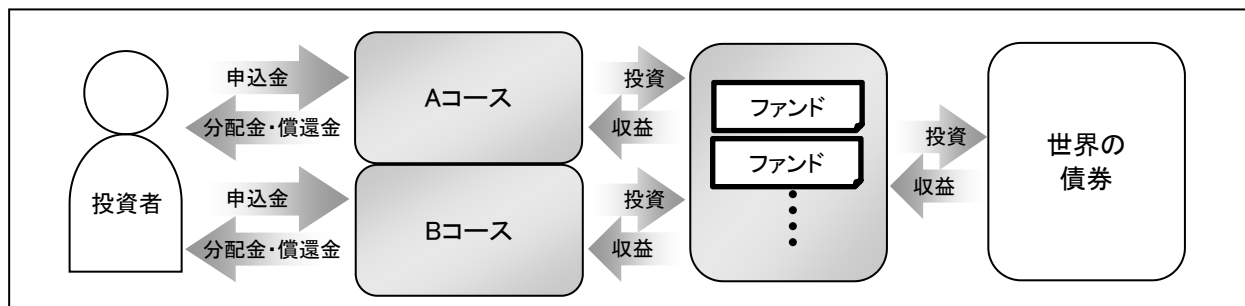 投資者
申込金
分配金・償還金
申込金
分配金・償還金
Aコース
Bコース
投資
収益
投資
収益
ファンド
ファンド
投資
収益
世界の
債券